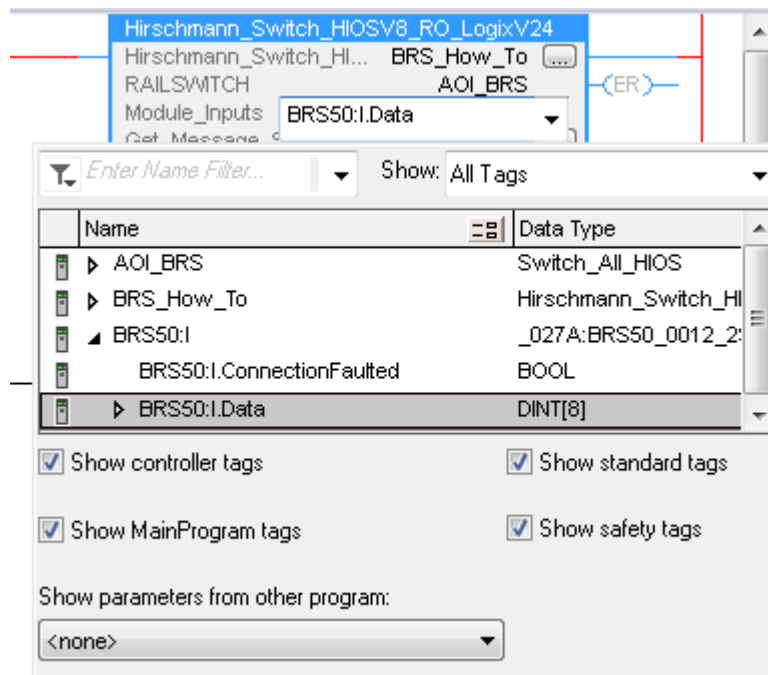 Hirschmann_Switch_HIOSV8_RO_LogixV24
Hirschmann_Switch_HI... BRS_How_To ...
RAILSWITCH AOI_BRS (ER)
Module_Inputs BRS50:I.Data
Get_Message
Enter Name Filter... Show: All Tags
Name Data Type
AOI_BRS Switch_All_HIOS
BRS_How_To Hirschmann_Switch_HI
BRS50:I _027A:BRS50_0012_2
BRS50:I.ConnectionFaulted BOOL
BRS50:I.Data DINT[8]
Show controller tags Show standard tags
Show MainProgram tags Show safety tags
Show parameters from other program:
<none>